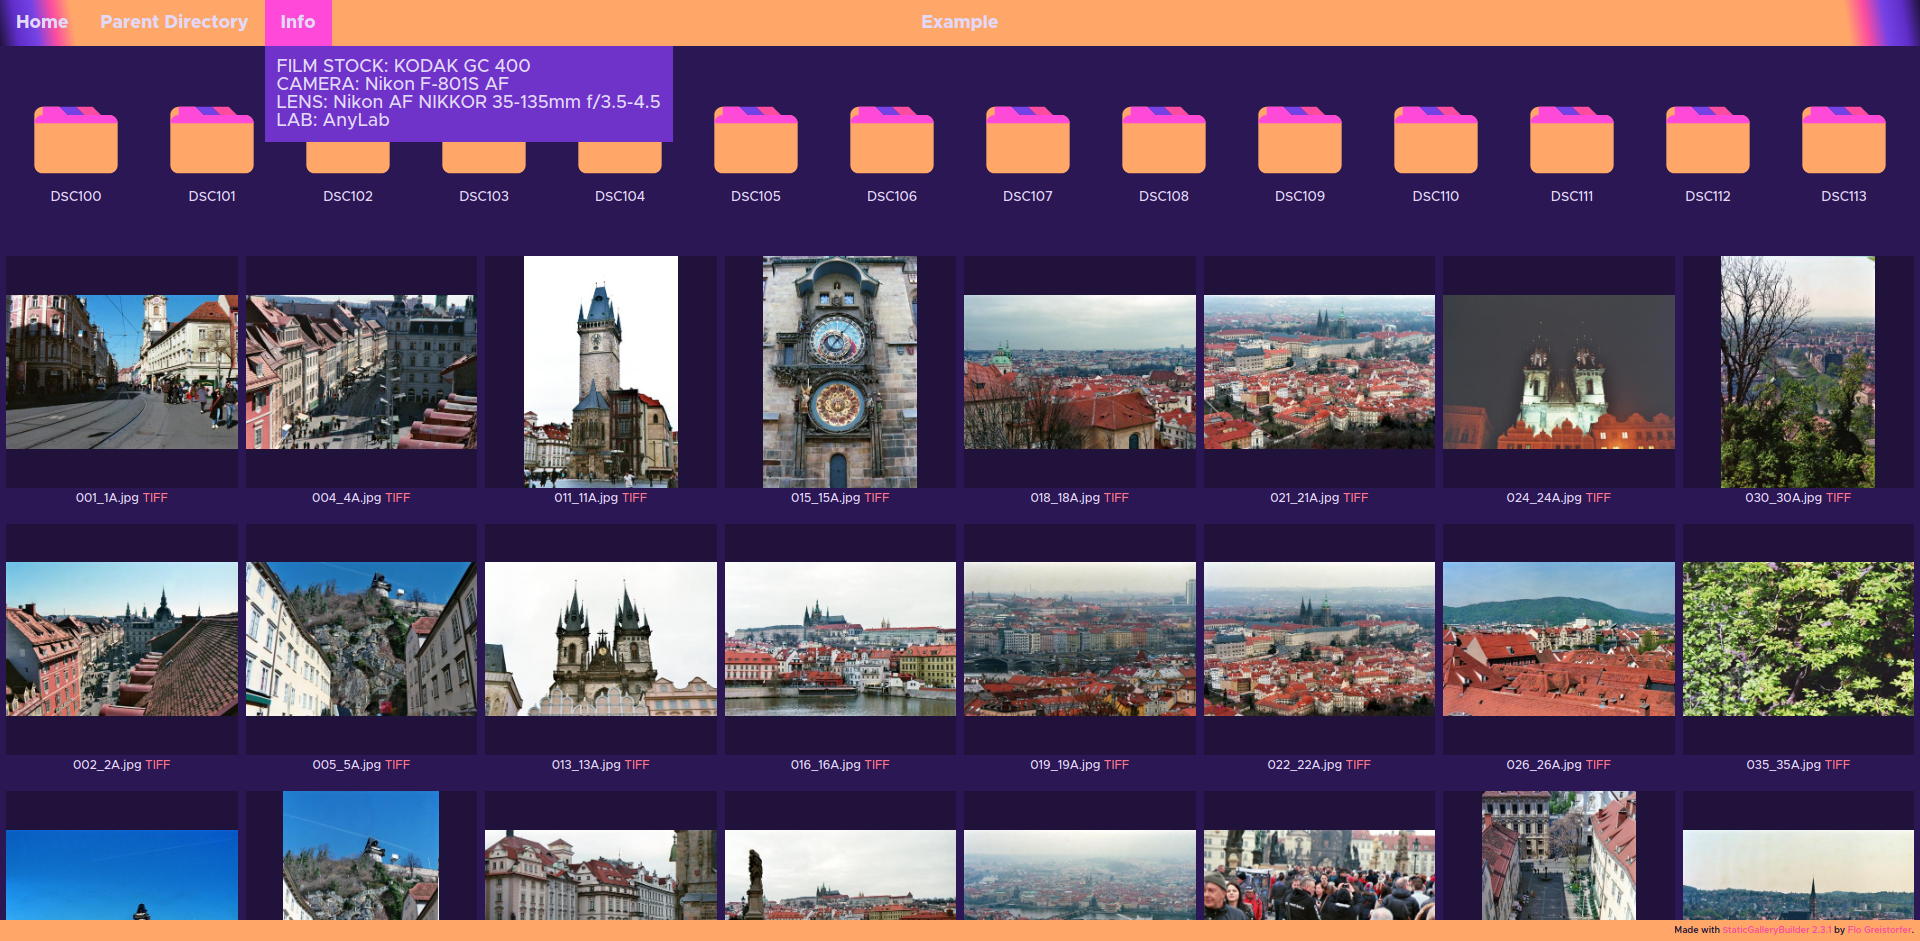 Home Parent Directory Info Example
FILM STOCK: KODAK GC 400
CAMERA: Nikon F-801S AF
LENS: Nikon AF NIKKOR 35-135mm f/3.5-4.5
LAB: AnyLab
DSC100 DSC101 DSC102 DSC103 DSC104 DSC105 DSC106 DSC107 DSC108 DSC109 DSC110 DSC111 DSC112 DSC113
001_1A.jpg TIFF 004_4A.jpg TIFF 011_11A.jpg TIFF 015_15A.jpg TIFF 018_18A.jpg TIFF 021_21A.jpg TIFF 024_24A.jpg TIFF 030_30A.jpg TIFF
002_2A.jpg TIFF 005_5A.jpg TIFF 013_13A.jpg TIFF 016_16A.jpg TIFF 019_19A.jpg TIFF 022_22A.jpg TIFF 026_26A.jpg TIFF 035_35A.jpg TIFF
Made with StaticGalleryBuilder 2.3.1 by Flo Greistorfer.